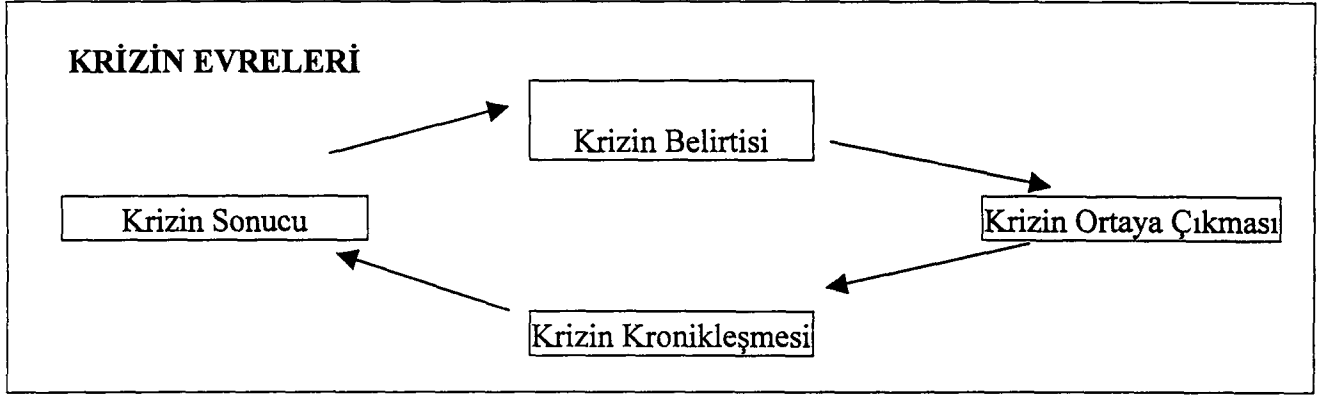 KRİZİN EVRELERİ
Krizin Belirtisi
Krizin Sonucu
Krizin Ortaya Çıkması
Krizin Kronikleşmesi